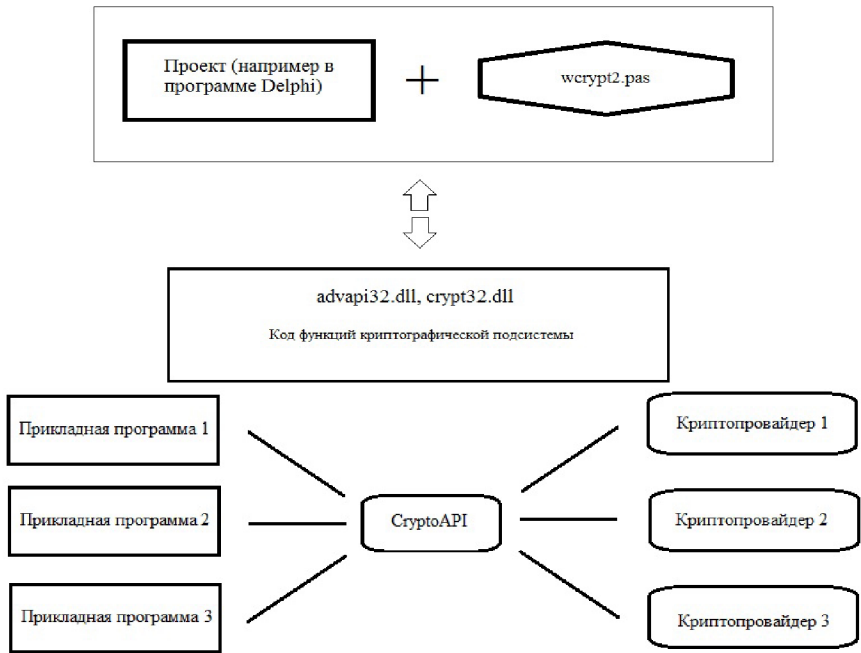 Проект (например в
программе Delphi)
+
wcrypt2.pas
advapi32.dll, crypt32.dll
Код функций криптографической подсистемы
Прикладная программа 1
Криптопровайдер 1
Прикладная программа 2
CryptoAPI
Криптопровайдер 2
Прикладная программа 3
Криптопровайдер 3